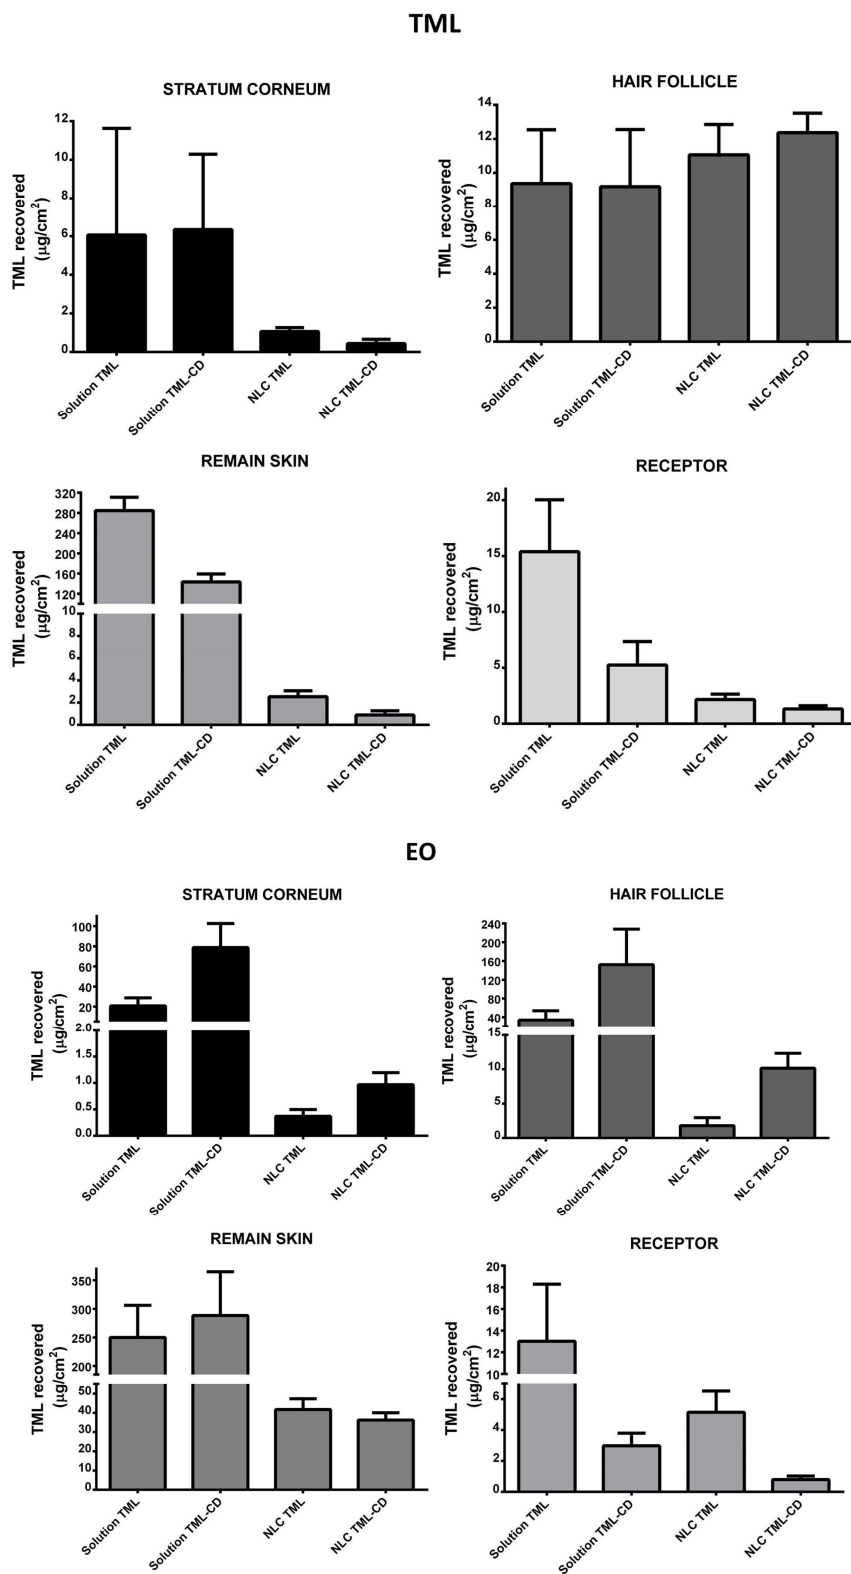 TML
STRATUM CORNEUM
TML recovered
(µg/cm²)
12
10
8
6
4
2
0
Solution TML
Solution TML-CD
NLC TML
NLC TML-CD
HAIR FOLLICLE
TML recovered
(µg/cm²)
14
12
10
8
6
4
2
0
Solution TML
Solution TML-CD
NLC TML
NLC TML-CD
REMAIN SKIN
TML recovered
(µg/cm²)
320
280
240
200
160
120
10
8
6
4
2
0
Solution TML
Solution TML-CD
NLC TML
NLC TML-CD
RECEPTOR
TML recovered
(µg/cm²)
20
15
10
5
0
Solution TML
Solution TML-CD
NLC TML
NLC TML-CD
EO
STRATUM CORNEUM
TML recovered
(µg/cm²)
100
80
60
40
20
2.0
1.5
1.0
0.5
0.0
Solution TML
Solution TML-CD
NLC TML
NLC TML-CD
HAIR FOLLICLE
TML recovered
(µg/cm²)
240
200
160
120
80
40
15
10
5
0
Solution TML
Solution TML-CD
NLC TML
NLC TML-CD
REMAIN SKIN
TML recovered
(µg/cm²)
350
300
250
200
50
40
30
20
10
0
Solution TML
Solution TML-CD
NLC TML
NLC TML-CD
RECEPTOR
TML recovered
(µg/cm²)
20
18
16
14
12
10
6
4
2
0
Solution TML
Solution TML-CD
NLC TML
NLC TML-CD